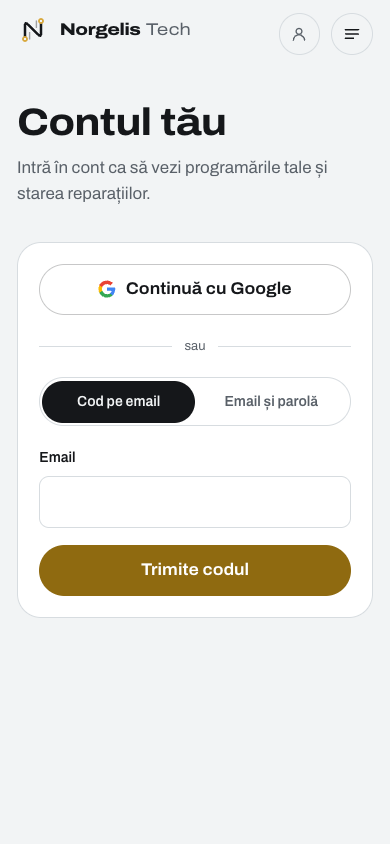 Norgelis Tech
Contul tău
Intră în cont ca să vezi programările tale și
starea reparațiilor.
Continuă cu Google
sau
Cod pe email
Email și parolă
Email
Trimite codul